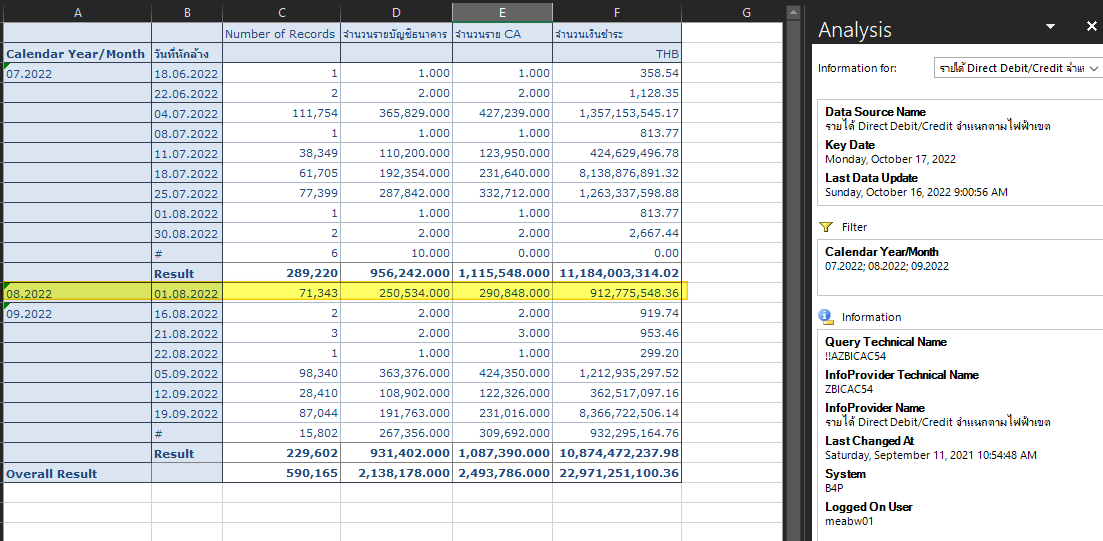 A B C D E F G
Number of Records จำนวนรายบัญชีธนาคาร จำนวนราย CA จำนวนเงินชำระ
Calendar Year/Month วันที่หักล้าง THB
07.2022 18.06.2022 1 1.000 1.000 358.54
22.06.2022 2 2.000 2.000 1,128.35
04.07.2022 111,754 365,829.000 427,239.000 1,357,153,545.17
08.07.2022 1 1.000 1.000 813.77
11.07.2022 38,349 110,200.000 123,950.000 424,629,496.78
18.07.2022 61,705 192,354.000 231,640.000 8,138,876,891.32
25.07.2022 77,399 287,842.000 332,712.000 1,263,337,598.88
01.08.2022 1 1.000 1.000 813.77
30.08.2022 2 2.000 2.000 2,667.44
# 6 10.000 0.000 0.00
Result 289,220 956,242.000 1,115,548.000 11,184,003,314.02
08.2022 01.08.2022 71,343 250,534.000 290,848.000 912,775,548.36
09.2022 16.08.2022 2 2.000 2.000 919.74
21.08.2022 3 3.000 3.000 953.46
22.08.2022 1 1.000 1.000 299.20
05.09.2022 98,340 363,376.000 424,350.000 1,212,935,297.52
12.09.2022 28,410 108,902.000 122,326.000 362,517,097.16
19.09.2022 87,044 191,763.000 231,016.000 8,366,722,506.14
# 15,802 267,356.000 309,692.000 932,295,164.76
Result 229,602 931,402.000 1,087,390.000 10,874,472,237.98
Overall Result 590,165 2,138,178.000 2,493,786.000 22,971,251,100.36
Analysis
Information for: รายได้ Direct Debit/Credit จำแ
Data Source Name
รายได้ Direct Debit/Credit จำแนกตามไฟฟ้าเขต
Key Date
Monday, October 17, 2022
Last Data Update
Sunday, October 16, 2022 9:00:56 AM
Filter
Calendar Year/Month
07.2022; 08.2022; 09.2022
Information
Query Technical Name
!!AZBICAC54
InfoProvider Technical Name
ZBICAC54
InfoProvider Name
รายได้ Direct Debit/Credit จำแนกตามไฟฟ้าเขต
Last Changed At
Saturday, September 11, 2021 10:54:48 AM
System
B4P
Logged On User
meabw01